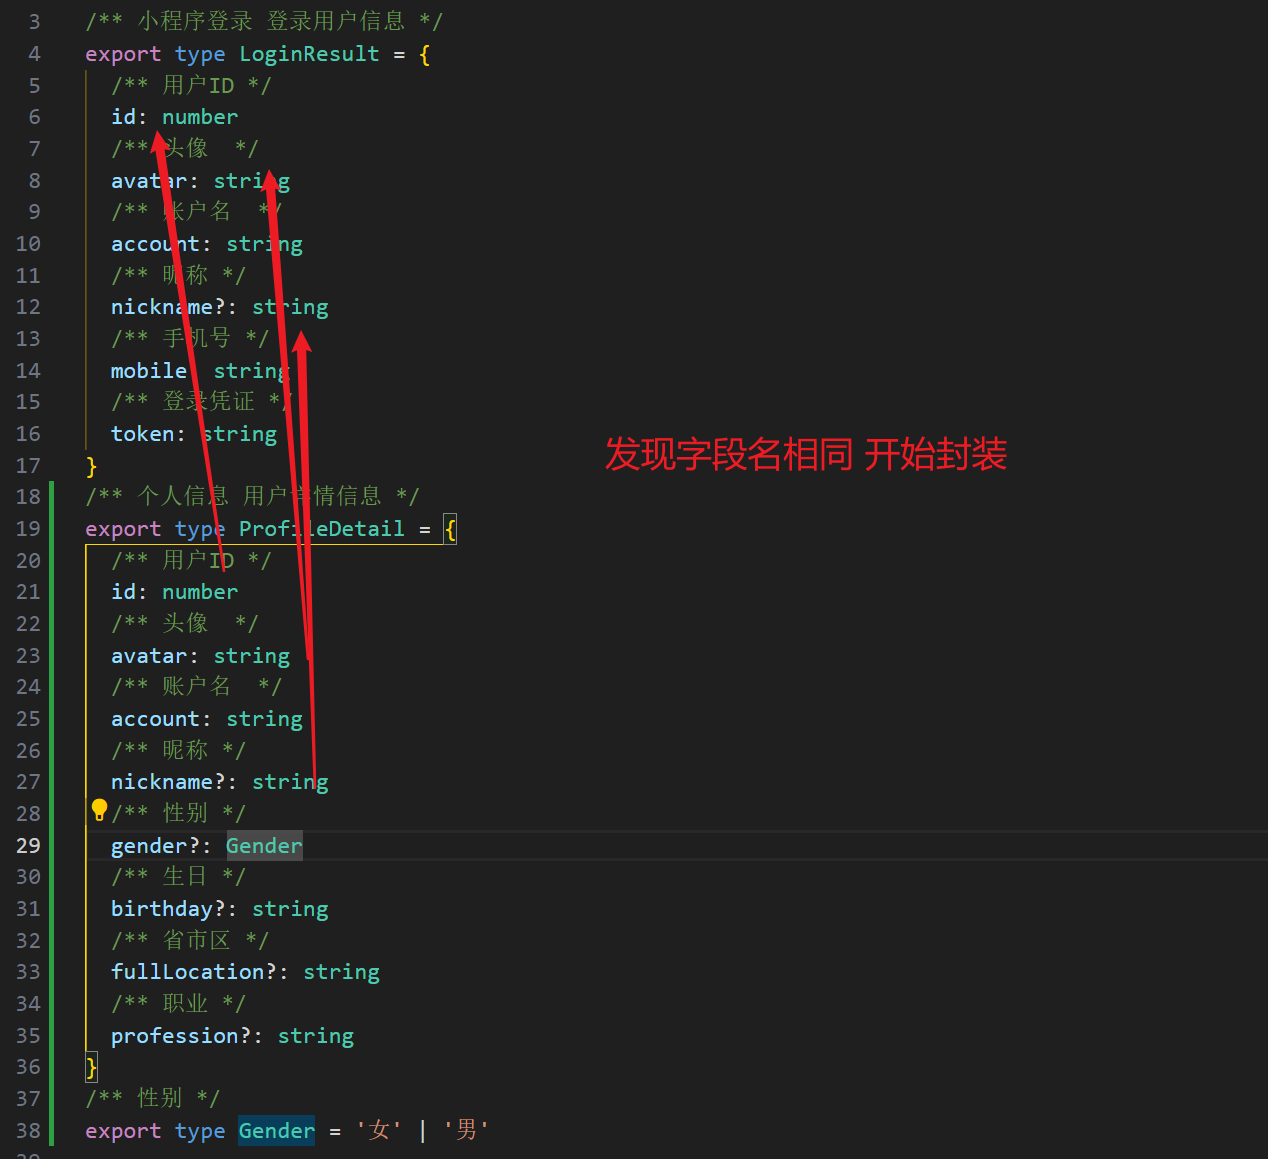 3 /** 小程序登录 登录用户信息 */
4 export type LoginResult = {
5 /** 用户ID */
6 id: number
7 /** 头像  */
8 avatar: string
9 /** 账户名  */
10 account: string
11 /** 昵称 */
12 nickname?: string
13 /** 手机号 */
14 mobile string
15 /** 登录凭证 */
16 token: string
发现字段名相同 开始封装
17 }
18 /** 个人信息 用户详情信息 */
19 export type ProfileDetail = {
20 /** 用户ID */
21 id: number
22 /** 头像  */
23 avatar: string
24 /** 账户名  */
25 account: string
26 /** 昵称 */
27 nickname?: string
28 /** 性别 */
29 gender?: Gender
30 /** 生日 */
31 birthday?: string
32 /** 省市区 */
33 fullLocation?: string
34 /** 职业 */
35 profession?: string
36 }
37 /** 性别 */
38 export type Gender = '女' | '男'